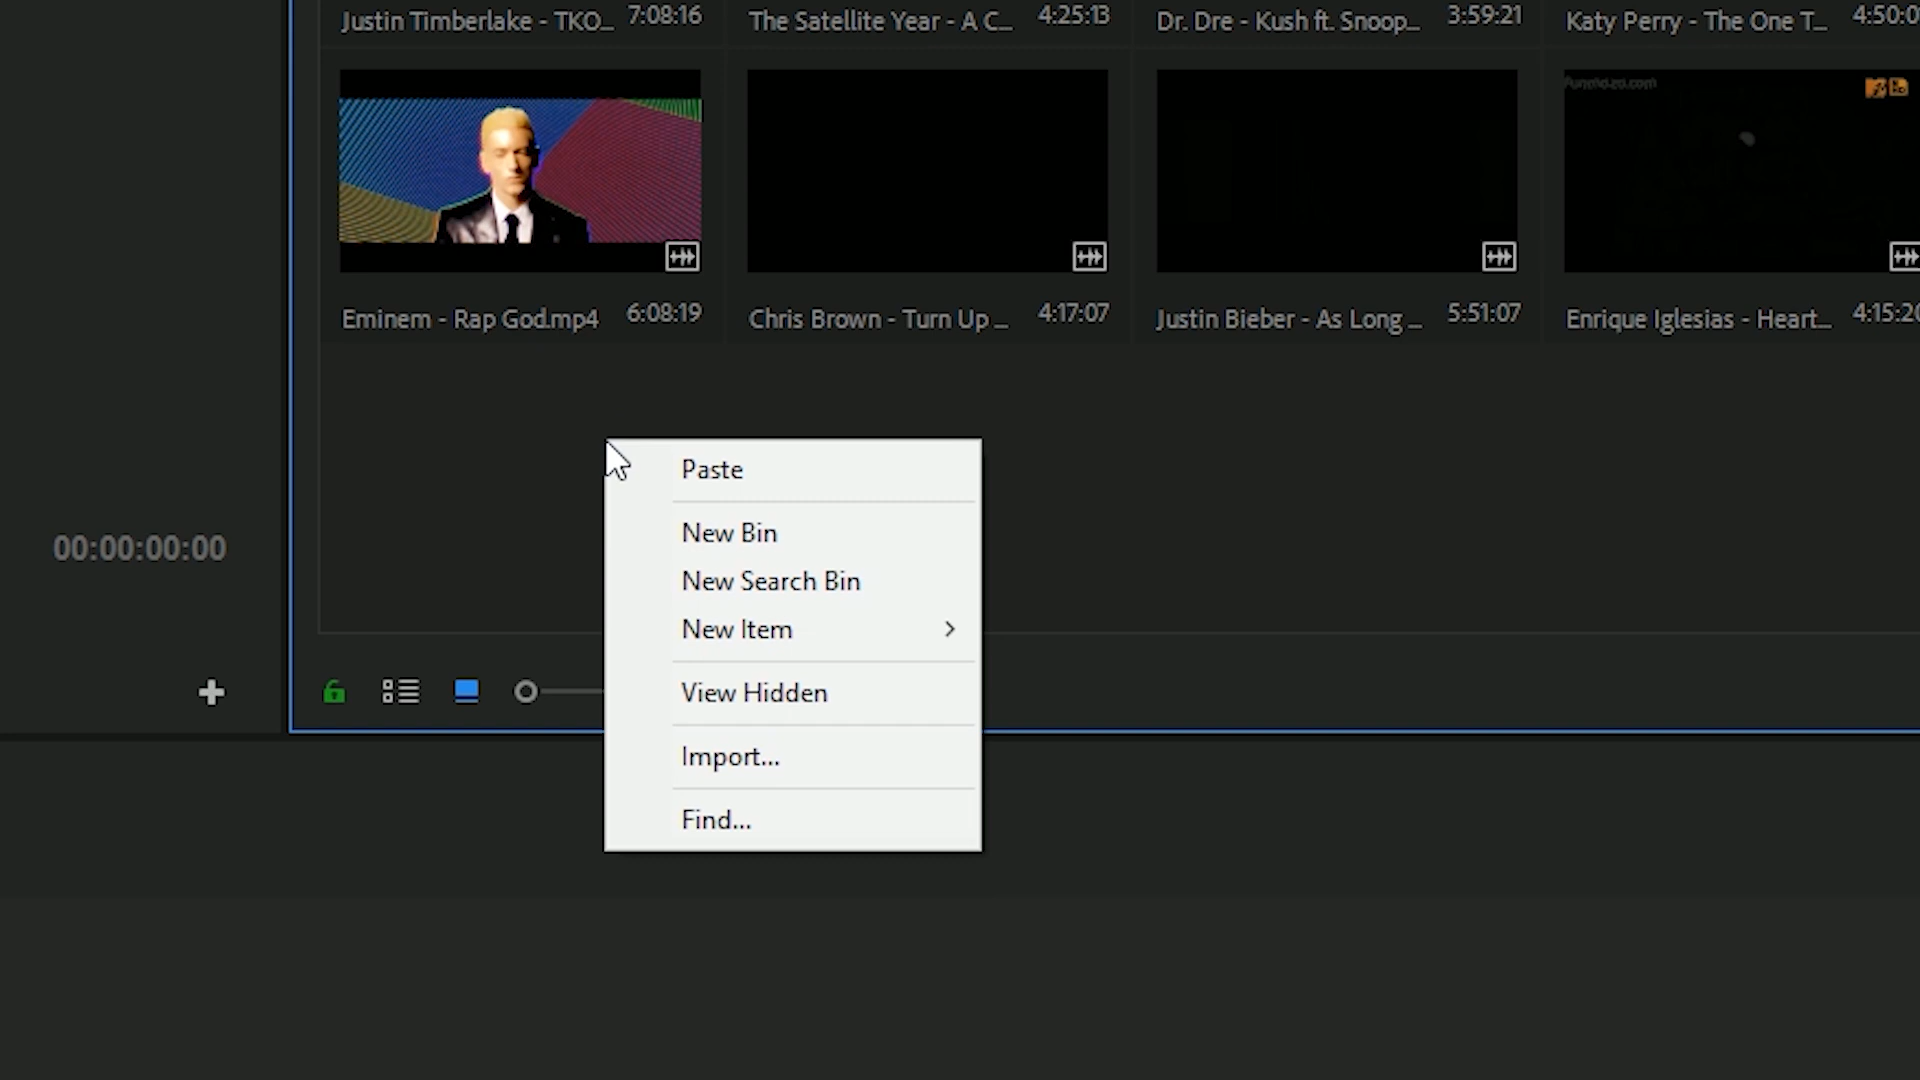 Justin Timberlake - TKO... 7:08:16 The Satellite Year - A C... 4:25:13 Dr. Dre - Kush ft. Snoop... 3:59:21 Katy Perry - The One T... 4:50:0
Eminem - Rap God.mp4 6:08:19 Chris Brown - Turn Up ... 4:17:07 Justin Bieber - As Long ... 5:51:07 Enrique Iglesias - Heart... 4:15:20
Paste
New Bin
00:00:00:00
New Search Bin
New Item
View Hidden
Import...
Find...